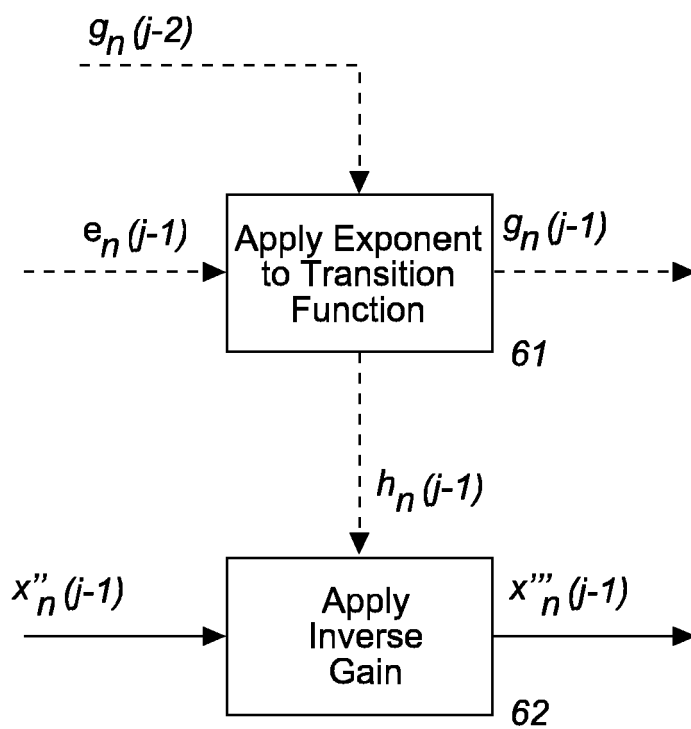 gn (j-2)
en (j-1)
Apply Exponent
to Transition
Function
gn (j-1)
61
hn (j-1)
x''n (j-1)
Apply
Inverse
Gain
x'''n (j-1)
62